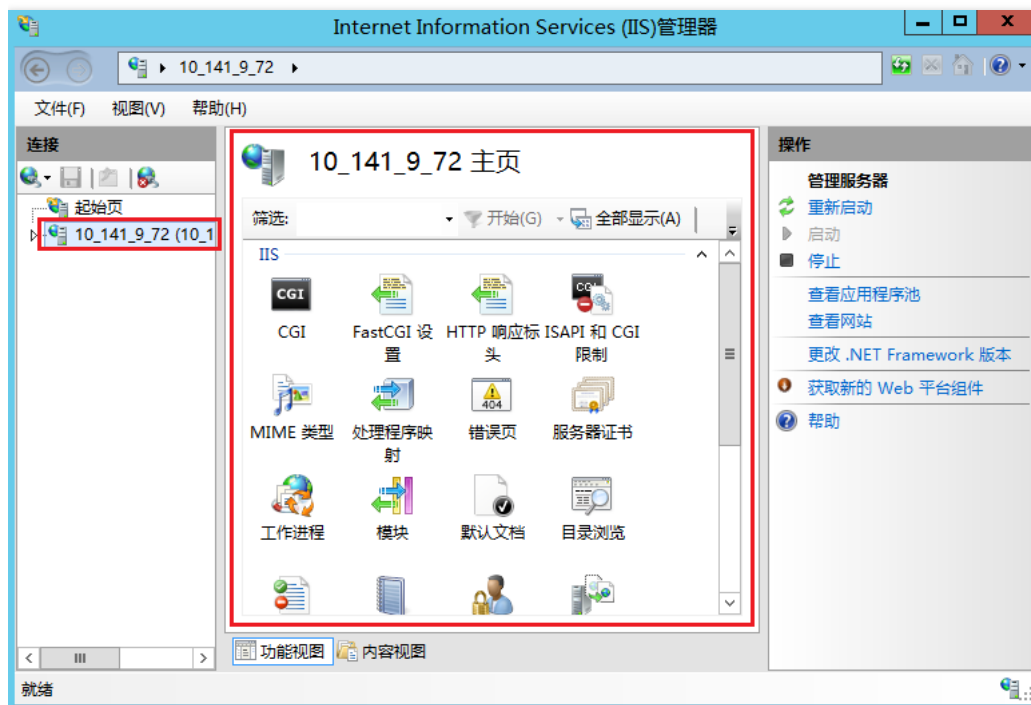 Internet Information Services (IIS)管理器
10_141_9_72
文件(F) 视图(V) 帮助(H)
连接
起始页
10_141_9_72 (10_1
10_141_9_72 主页
筛选: 开始(G) 全部显示(A)
IIS
CGI
CGI
FastCGI 设
置
HTTP 响应标
头
CGI
ISAPI 和 CGI
限制
MIME 类型
处理程序映
射
404
错误页
服务器证书
工作进程
模块
默认文档
目录浏览
功能视图 内容视图
操作
管理服务器
重新启动
启动
停止
查看应用程序池
查看网站
更改 .NET Framework 版本
获取新的 Web 平台组件
帮助
就绪